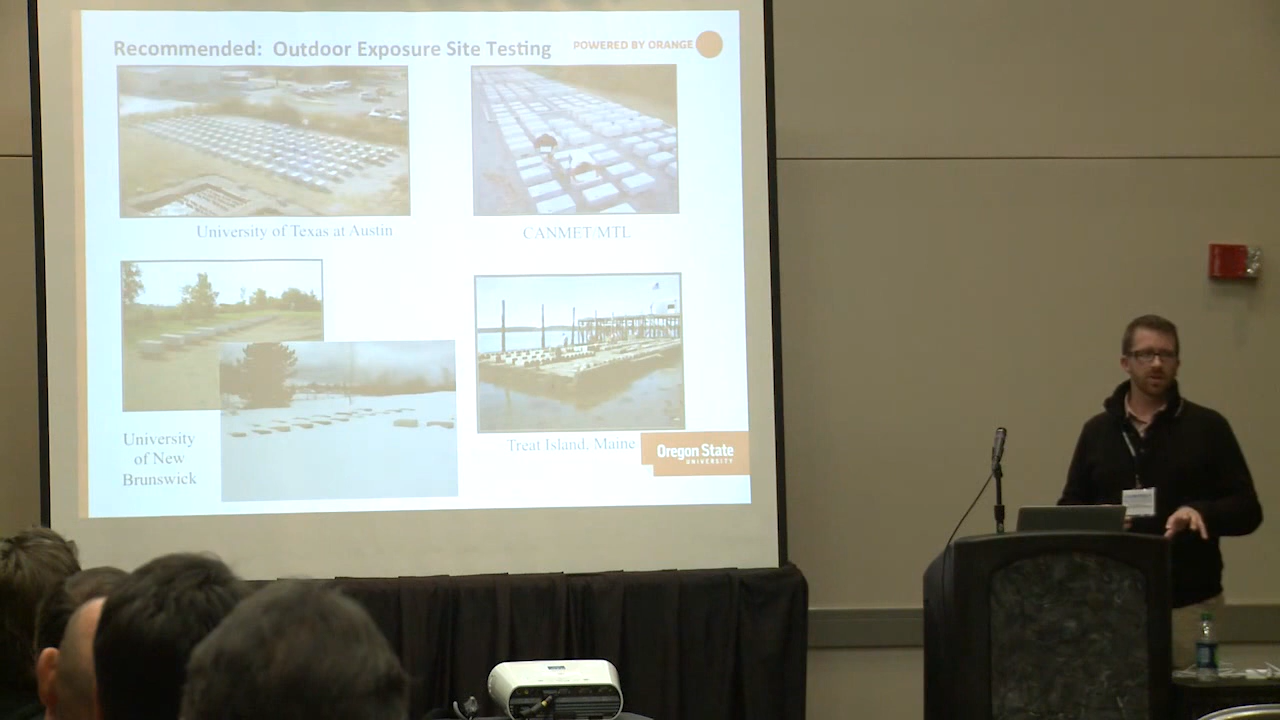 Recommended: Outdoor Exposure Site Testing
POWERED BY ORANGE
University of Texas at Austin
CANMET-MTL
University
of New
Brunswick
Treat Island, Maine
Oregon State
UNIVERSITY